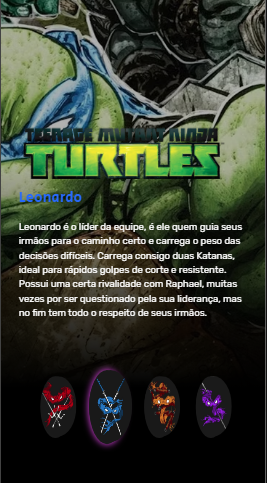 TEENAGE MUTANT NINJA
TURTLES
Leonardo
Leonardo é o líder da equipe, é ele quem guia seus
irmãos para o caminho certo e carrega o peso das
decisões difíceis. Carrega consigo duas Katanas,
ideal para rápidos golpes de corte e resistente.
Possui uma certa rivalidade com Raphael, muitas
vezes por ser questionado pela sua liderança, mas
no fim tem todo o respeito de seus irmãos.